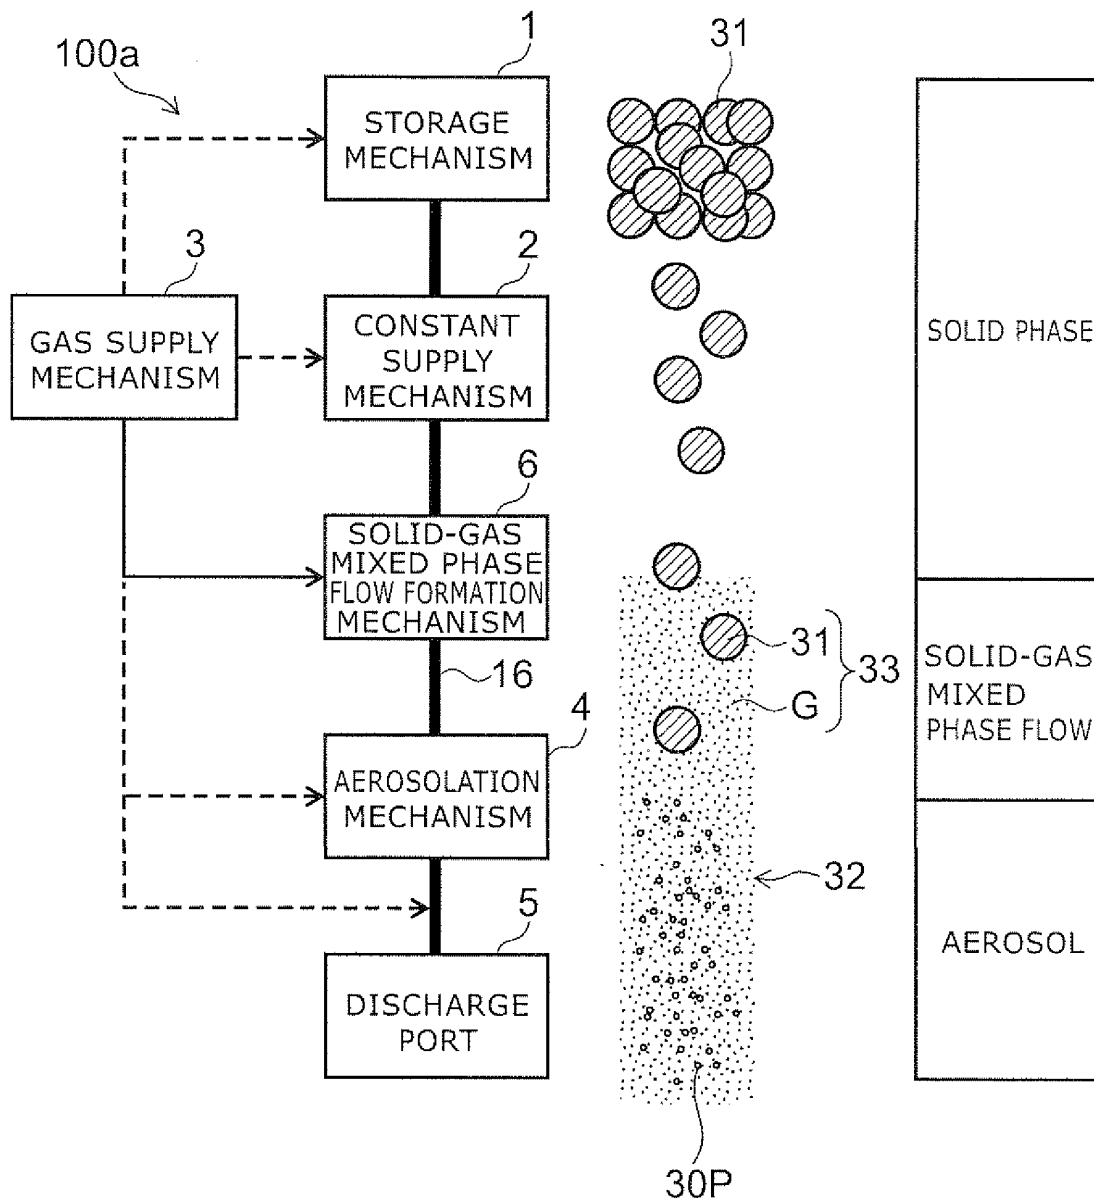 100a
1
STORAGE
MECHANISM
31
3
GAS SUPPLY
MECHANISM
2
CONSTANT
SUPPLY
MECHANISM
SOLID PHASE
6
SOLID-GAS
MIXED PHASE
FLOW FORMATION
MECHANISM
16
31
G
33
SOLID-GAS
MIXED
PHASE FLOW
4
AEROSOLATION
MECHANISM
32
5
DISCHARGE
PORT
AEROSOL
30P